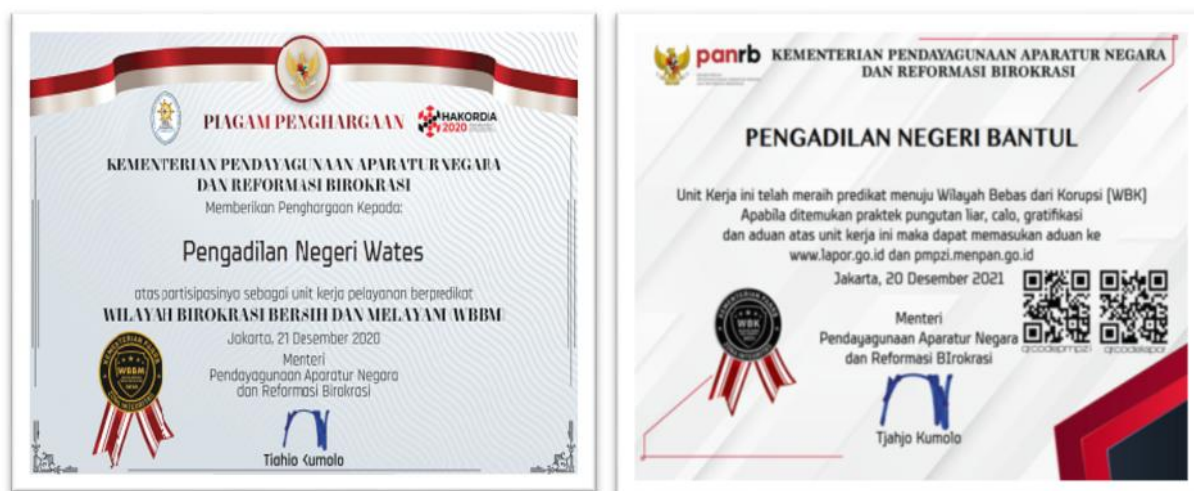 PIAGAM PENGHARGAAN
HAKORDIA
2020
KEMENTERIAN PENDAYAGUNAAN APARATUR NEGARA
DAN REFORMASI BIROKRASI
Memberikan Penghargaan Kepada:
Pengadilan Negeri Wates
atas partisipasinya sebagai unit kerja pelayanan berpredikat
WILAYAH BIROKRASI BERSIH DAN MELAYANI (WBBM)
Jakarta, 21 Desember 2020
Menteri
Pendayagunaan Aparatur Negara
dan Reformasi Birokrasi
WBBM
Tjahjo Kumolo
panrb
KEMENTERIAN PENDAYAGUNAAN APARATUR NEGARA
DAN REFORMASI BIROKRASI
PENGADILAN NEGERI BANTUL
Unit Kerja ini telah meraih predikat menuju Wilayah Bebas dari Korupsi [WBK]
Apabila ditemukan praktek pungutan liar, calo, gratifikasi
dan aduan atas unit kerja ini maka dapat memasukan aduan ke
www.lapor.go.id dan pmpzi.menpan.go.id
Jakarta, 20 Desember 2021
Menteri
Pendayagunaan Aparatur Negara
dan Reformasi BIrokrasi
qrcodepmpzi
qrcodelapor
WBK
Tjahjo Kumolo